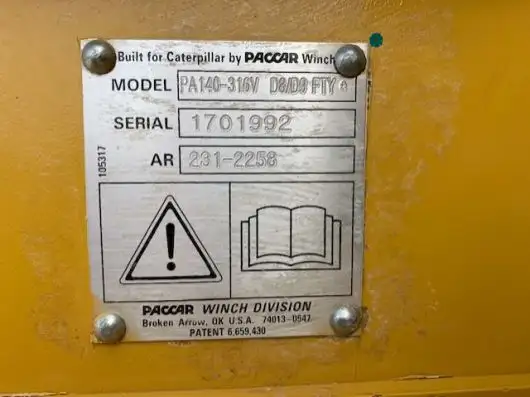 Built for Caterpillar by PACCAR Winch
MODEL PA140-316V D8/D9 FTY
SERIAL 1701992
AR 231-2258
105317
PACCAR WINCH DIVISION
Broken Arrow, OK U.S.A. 74013-0547
PATENT 6,659,430